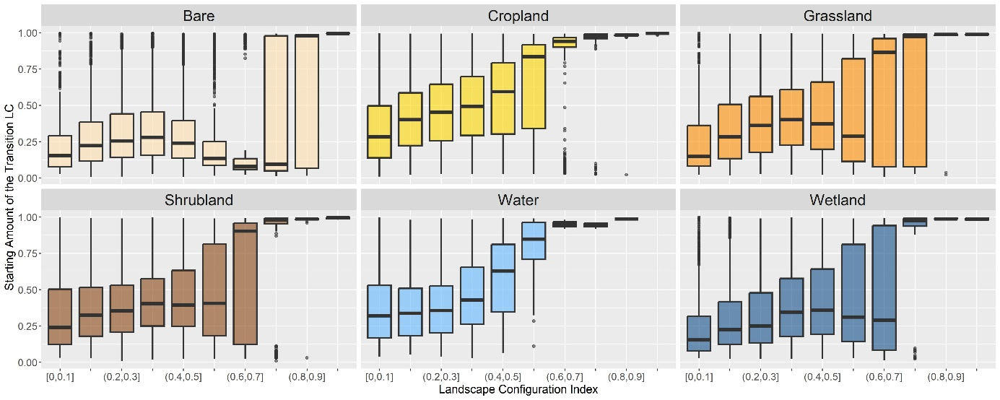 Bare Cropland Grassland
1.00
0.75
0.50
0.25
0.00
Shrubland Water Wetland
1.00
0.75
0.50
0.25
0.00
[0,0.1] (0.2,0.3] (0.4,0.5] (0.6,0.7] (0.8,0.9] [0,0.1] (0.2,0.3] (0.4,0.5] (0.6,0.7] (0.8,0.9] [0,0.1] (0.2,0.3] (0.4,0.5] (0.6,0.7] (0.8,0.9]
Landscape Configuration Index
Starting Amount of the Transition LC